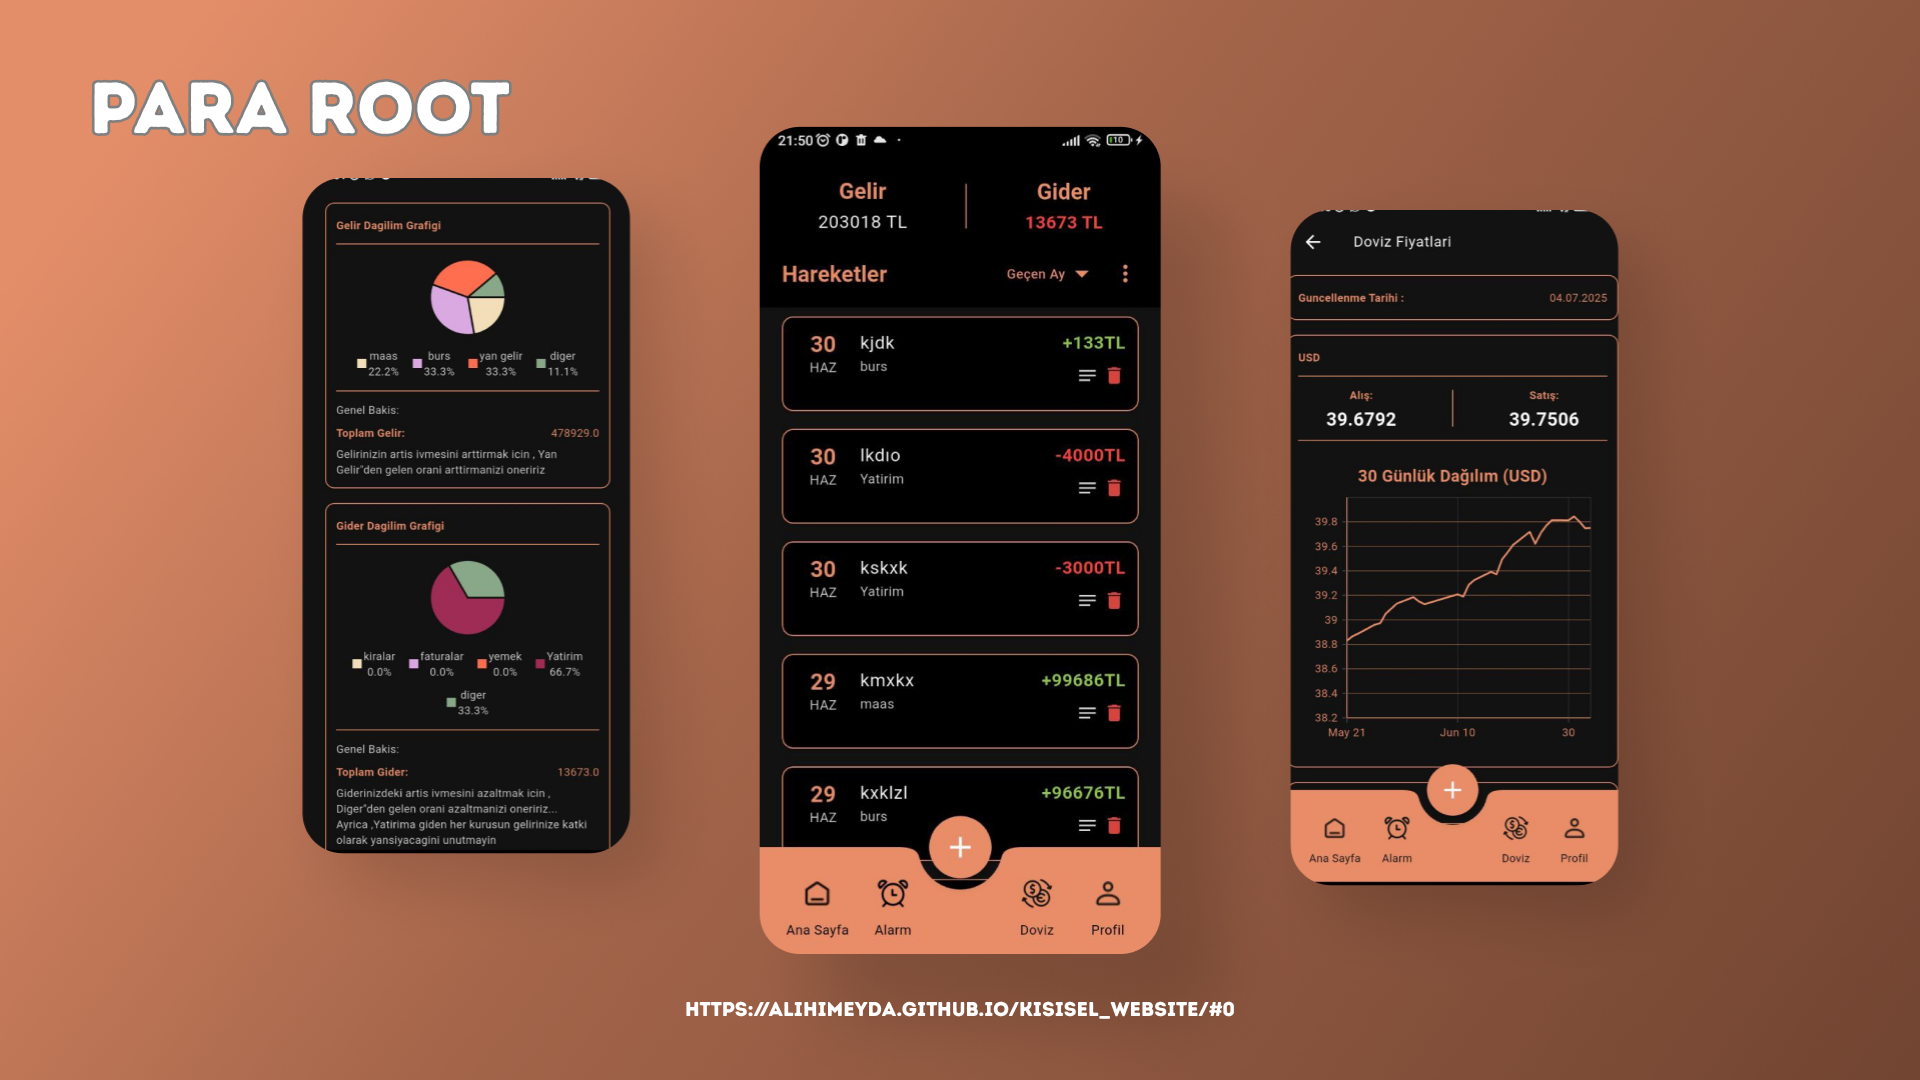 PARA ROOT
Gelir Dagilim Grafigi
maas burs yan gelir diger
22.2% 33.3% 33.3% 11.1%
Genel Bakis:
Toplam Gelir: 478929.0
Gelirinizin artis ivmesini arttirmak icin , Yan
Gelir"den gelen orani arttirmanizi oneririz
Gider Dagilim Grafigi
kiralar faturalar yemek Yatirim
0.0% 0.0% 0.0% 66.7%
diger
33.3%
Genel Bakis:
Toplam Gider: 13673.0
Giderinizdeki artis ivmesini azaltmak icin ,
Diger"den gelen orani azaltmanizi oneririz...
Ayrica ,Yatirima giden her kurusun gelirinize katki
olarak yansiyacagini unutmayin
21:50 110
Gelir Gider
203018 TL 13673 TL
Hareketler Geçen Ay
30 kjdk +133TL
HAZ burs
30 lkdıo -4000TL
HAZ Yatirim
30 kskxk -3000TL
HAZ Yatirim
29 kmxkx +99686TL
HAZ maas
29 kxklzl +96676TL
HAZ burs
Ana Sayfa Alarm Doviz Profil
Doviz Fiyatlari
Guncellenme Tarihi : 04.07.2025
USD
Alış: Satış:
39.6792 39.7506
30 Günlük Dağılım (USD)
39.8
39.6
39.4
39.2
39
38.8
38.6
38.4
38.2
May 21 Jun 10 30
Ana Sayfa Alarm Doviz Profil
HTTPS://ALIHIMEYDA.GITHUB.IO/KISISEL_WEBSITE/#0